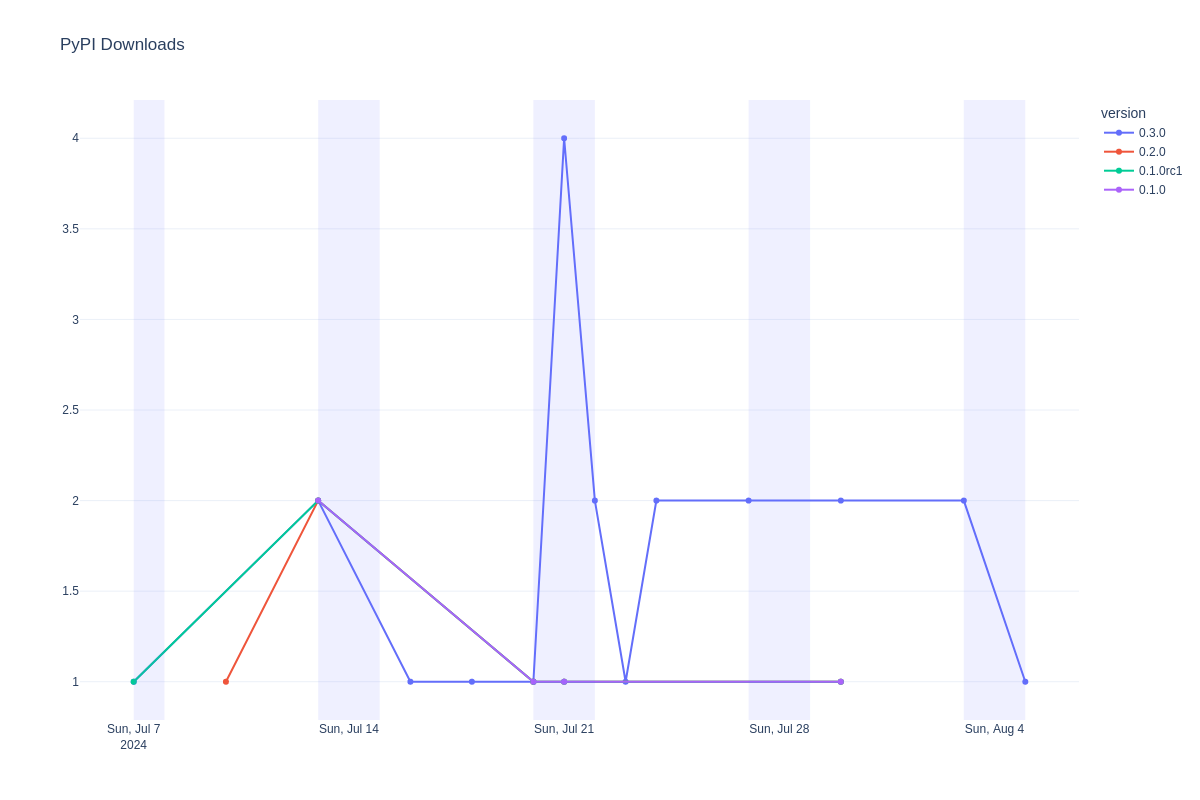 PyPI Downloads
4
3.5
3
2.5
2
1.5
1
Sun, Jul 7
2024
Sun, Jul 14
Sun, Jul 21
Sun, Jul 28
Sun, Aug 4
version
0.3.0
0.2.0
0.1.0rc1
0.1.0